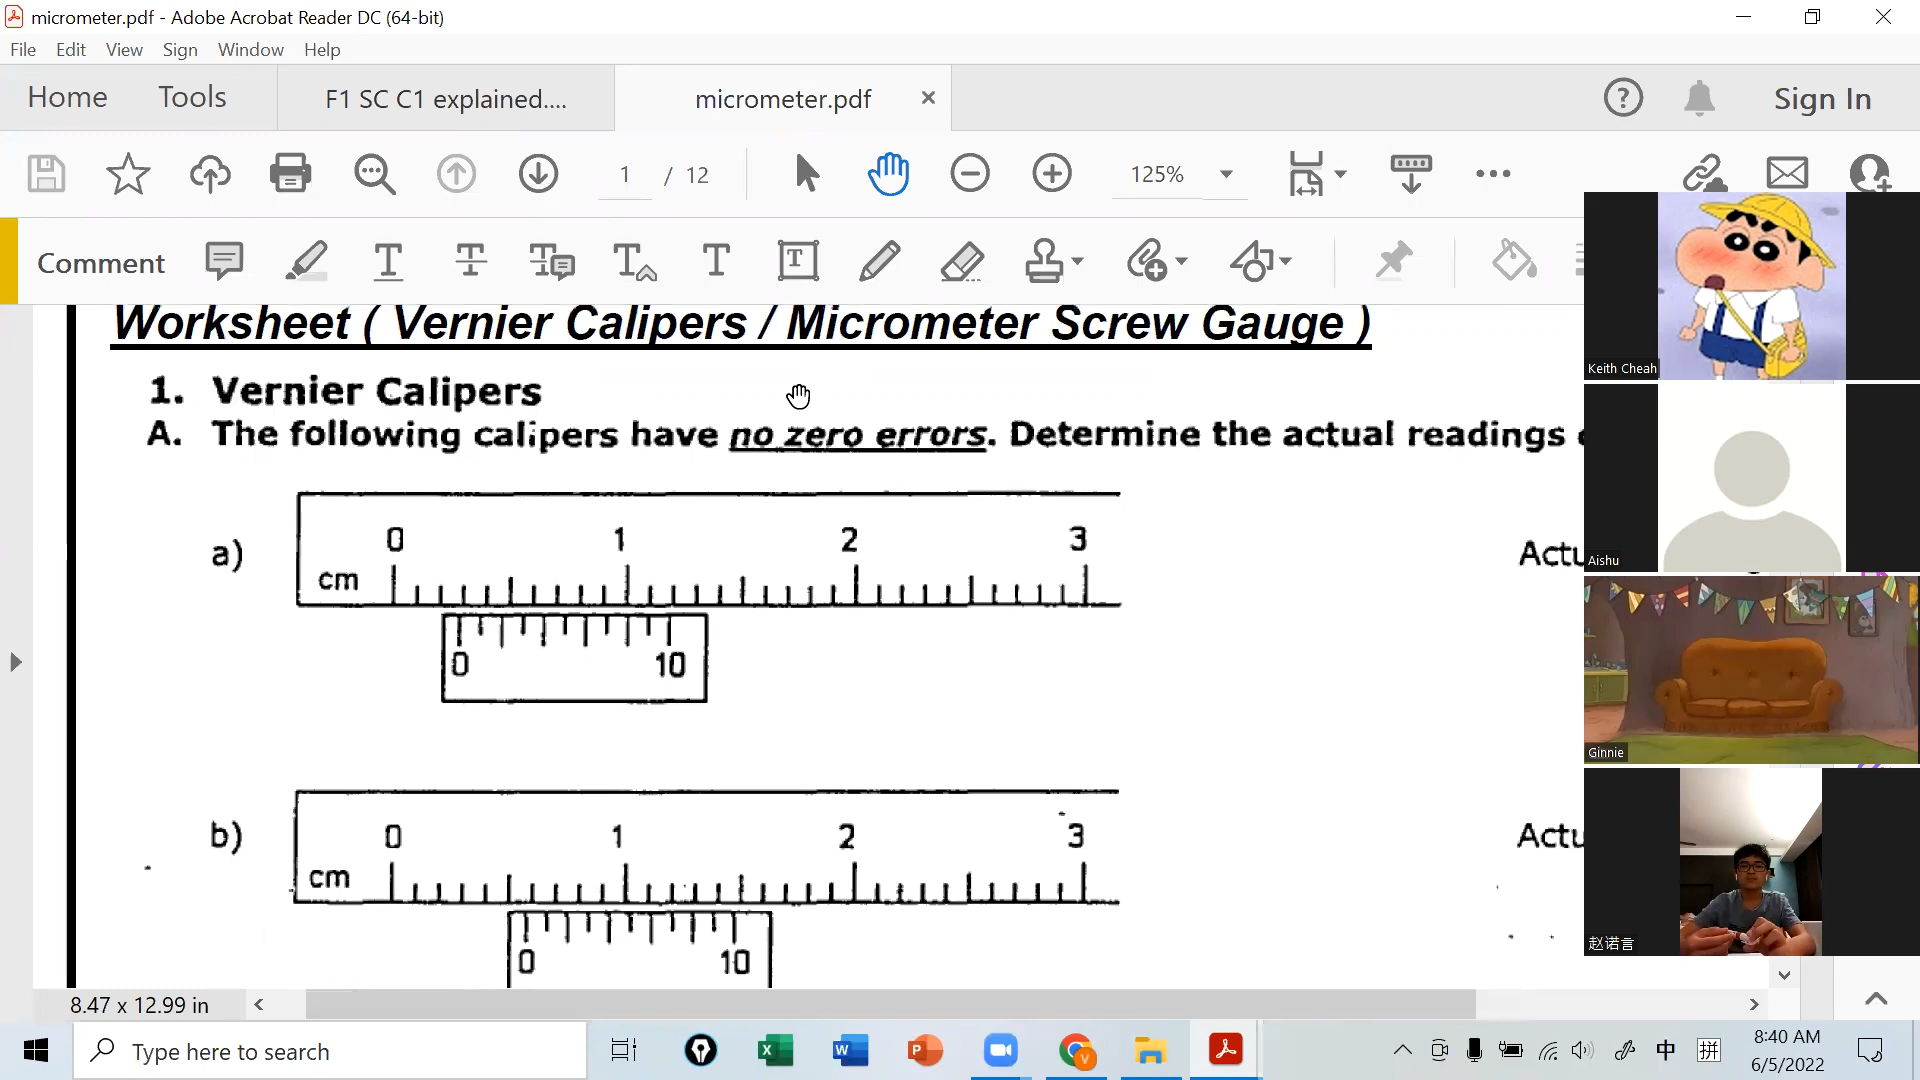 micrometer.pdf - Adobe Acrobat Reader DC (64-bit)
File Edit View Sign Window Help
Home Tools F1 SC C1 explained.... micrometer.pdf Sign In
1 / 12 125%
Comment
Worksheet ( Vernier Calipers / Micrometer Screw Gauge )
1. Vernier Calipers
A. The following calipers have no zero errors. Determine the actual readings
Keith Cheah
0 1 2 3
a)
cm
Actu
Aishu
0 10
Ginnie
0 1 2 3
b)
cm
Actu
0 10
赵诺言
8.47 x 12.99 in
Type here to search
中 拼
8:40 AM
6/5/2022